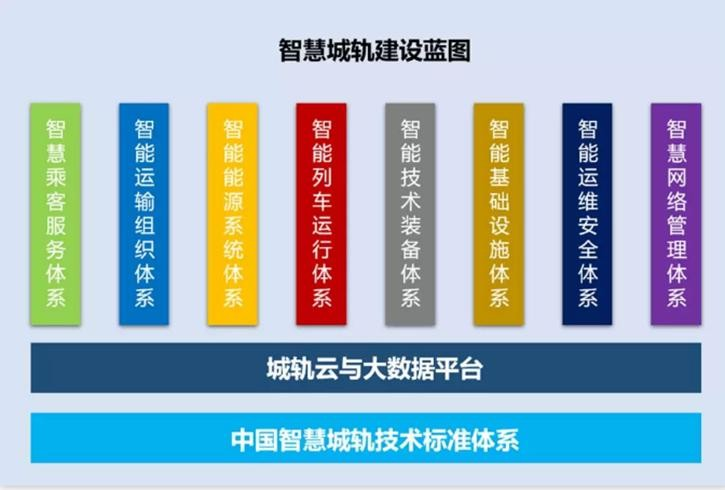 智慧城轨建设蓝图
智慧乘客服务体系
智能运输组织体系
智能能源系统体系
智能列车运行体系
智能技术装备体系
智能基础设施体系
智能运维安全体系
智慧网络管理体系
城轨云与大数据平台
中国智慧城轨技术标准体系